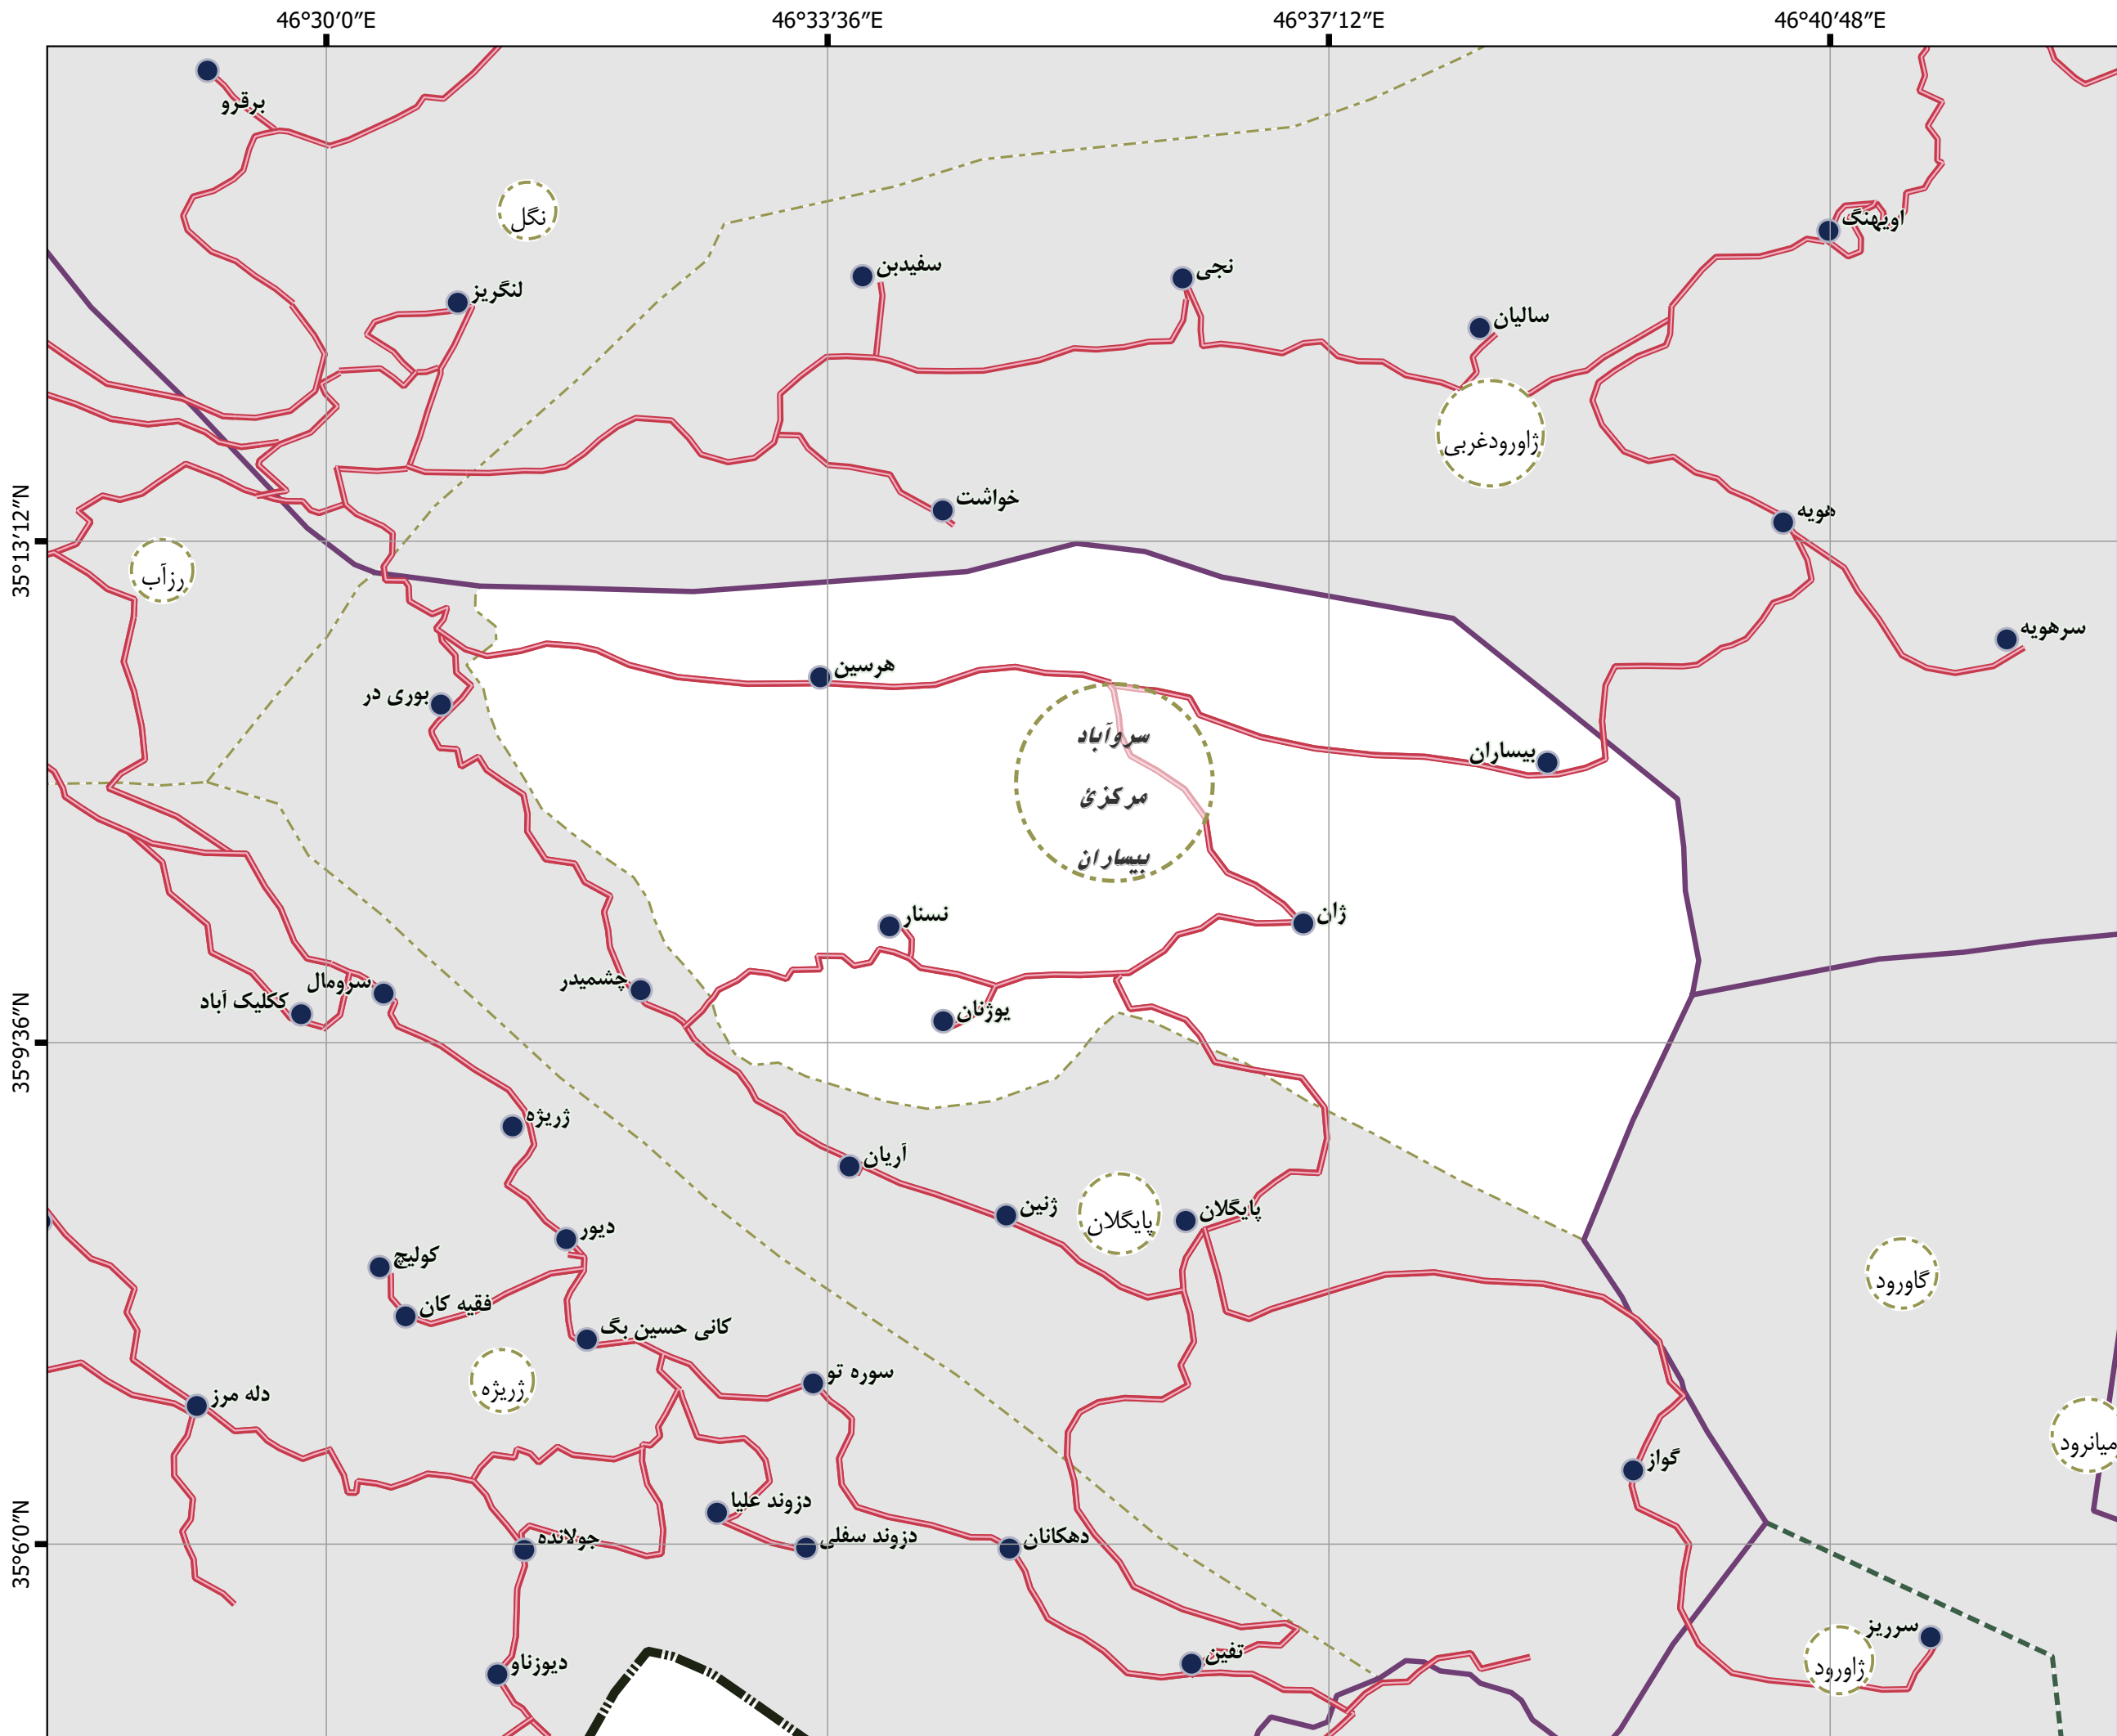 46°30′0″E
46°33′36″E
46°37′12″E
46°40′48″E
برقرو
نگل
اویهنگ
سفیدبن
نجی
لنگریز
سالیان
ژاورودغربی
خواشت
هویه
35°13′12″N
رزآب
سرهویه
هرسین
بوری در
سروآباد
بیساران
مرکزئ
بیساران
نسنار
ژان
چشمیدر
سرومال
ککلیک آباد
یوژنان
35°9′36″N
ژریژه
آریان
ژنین
پایگلان
پایگلان
دیور
کولیچ
گاورود
فقیه کان
کانی حسین بگ
سوره تو
ژریژه
دله مرز
میانرود
گواز
دزوند علیا
دزوند سفلی
دهکانان
جولانده
35°6′0″N
سرریز
تفین
دیوزناو
ژاورود